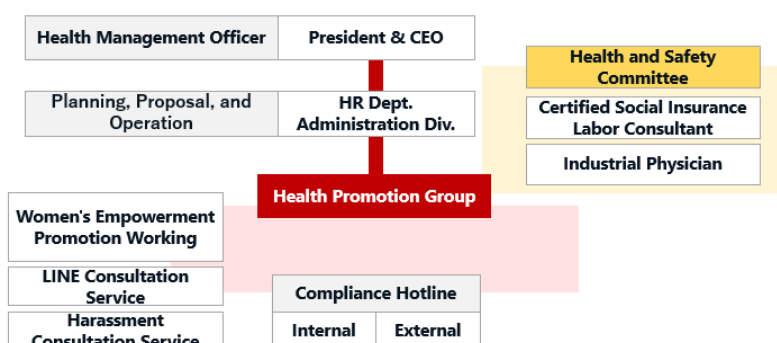 Health Management Officer
President & CEO
Planning, Proposal, and
Operation
HR Dept.
Administration Div.
Health and Safety
Committee
Certified Social Insurance
Labor Consultant
Industrial Physician
Health Promotion Group
Women's Empowerment
Promotion Working
LINE Consultation
Service
Harassment
Consultation Service
Compliance Hotline
Internal
External